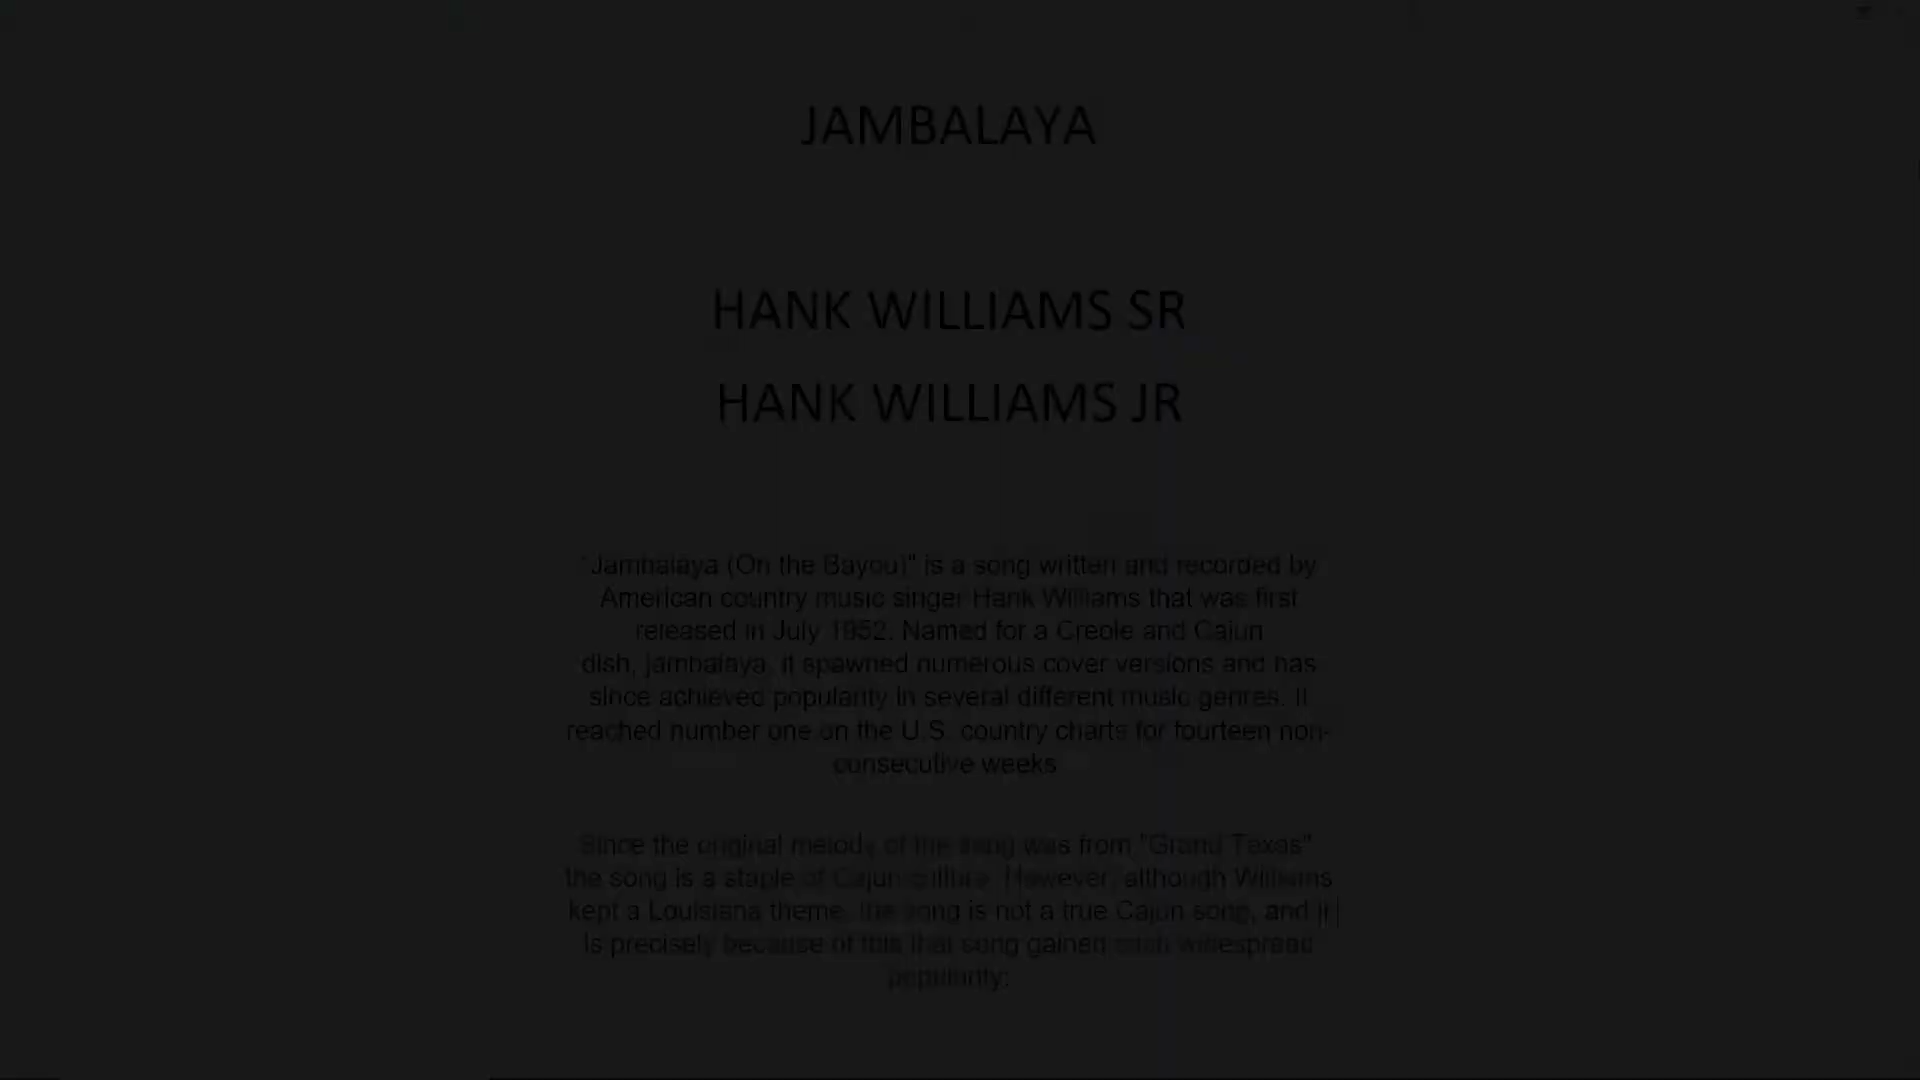 JAMBALAYA
HANK WILLIAMS SR
HANK WILLIAMS JR
"Jambalaya (On the Bayou)" is a song written and recorded by
American country music singer Hank Williams that was first
released in July 1952. Named for a Creole and Cajun
dish, jambalaya, it spawned numerous cover versions and has
since achieved popularity in several different music genres. It
reached number one on the U.S. country charts for fourteen non-
consecutive weeks
Since the original melody of the song was from "Grand Texas"
the song is a staple of Cajun culture. However, although Williams
kept a Louisiana theme, the song is not a true Cajun song, and it
is precisely because of this that song gained such widespread
popularity: